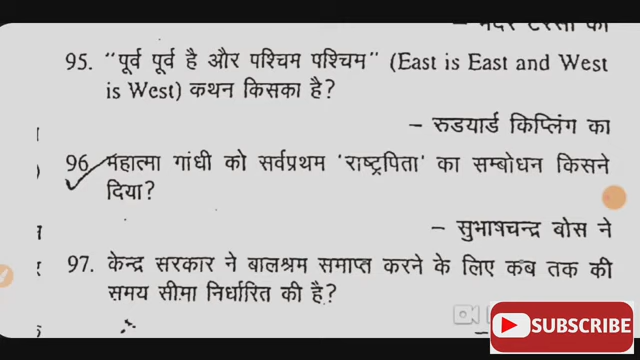 – मदर टेरेसा का
95. “पूर्व पूर्व है और पश्चिम पश्चिम” (East is East and West
is West) कथन किसका है?
– रुडयार्ड किप्लिंग का
96. महात्मा गांधी को सर्वप्रथम 'राष्ट्रपिता' का सम्बोधन किसने
दिया?
– सुभाषचन्द्र बोस ने
97. केन्द्र सरकार ने बालश्रम समाप्त करने के लिए कब तक की
समय सीमा निर्धारित की है?
SUBSCRIBE